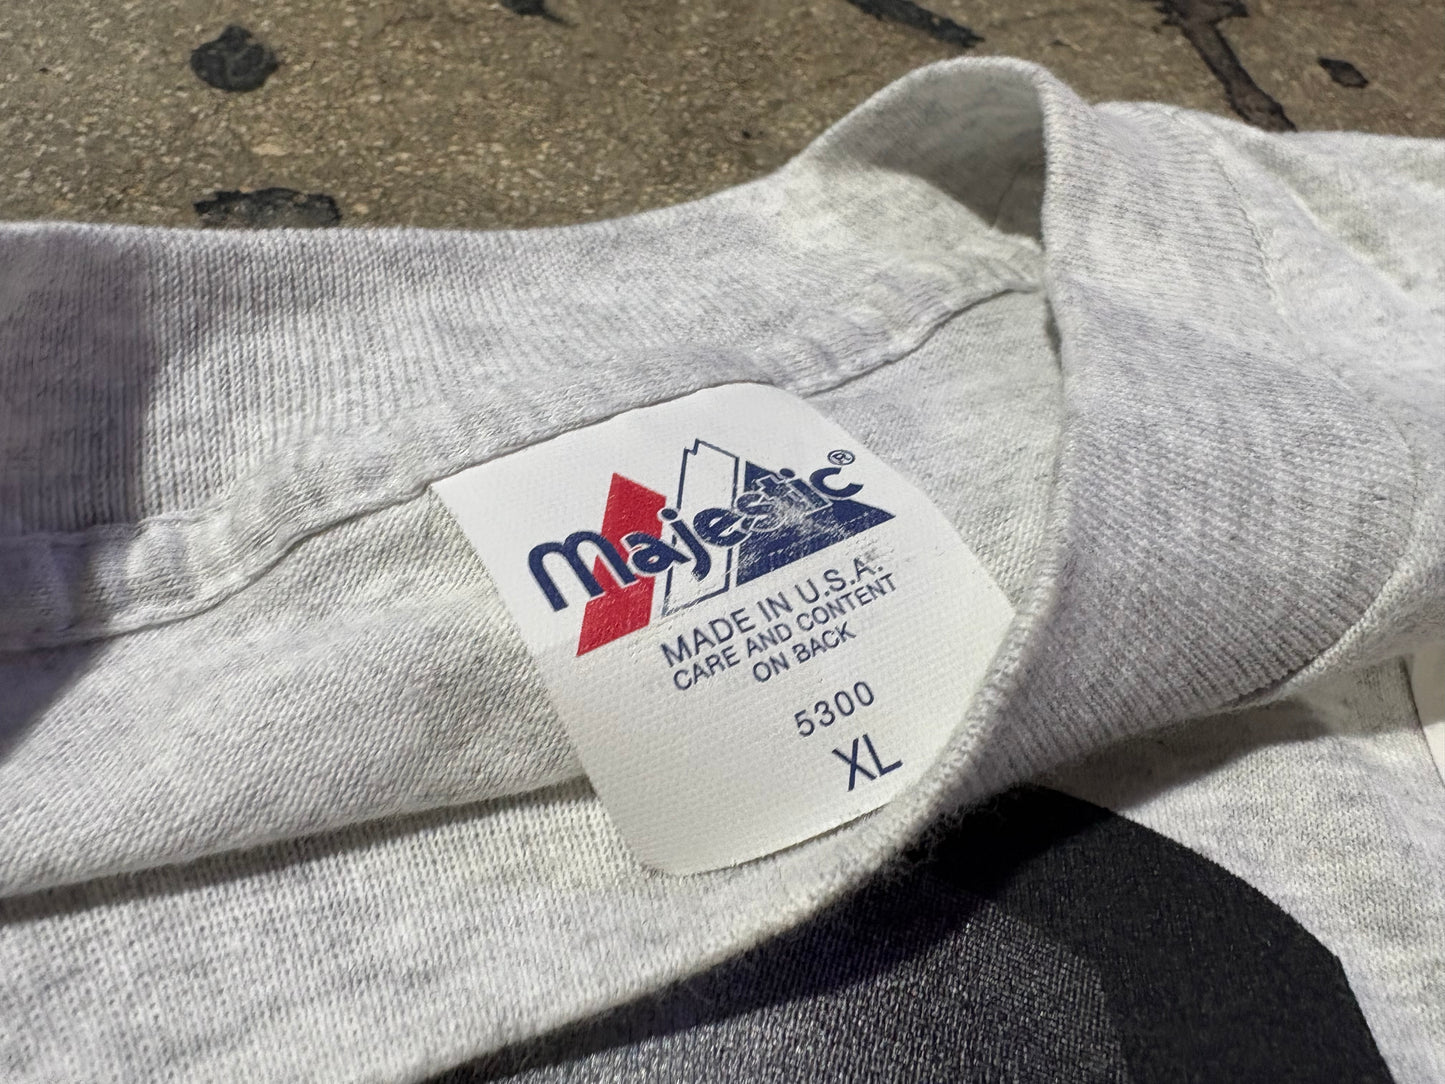 Majestic®
MADE IN U.S.A.
CARE AND CONTENT
ON BACK
5300
XL